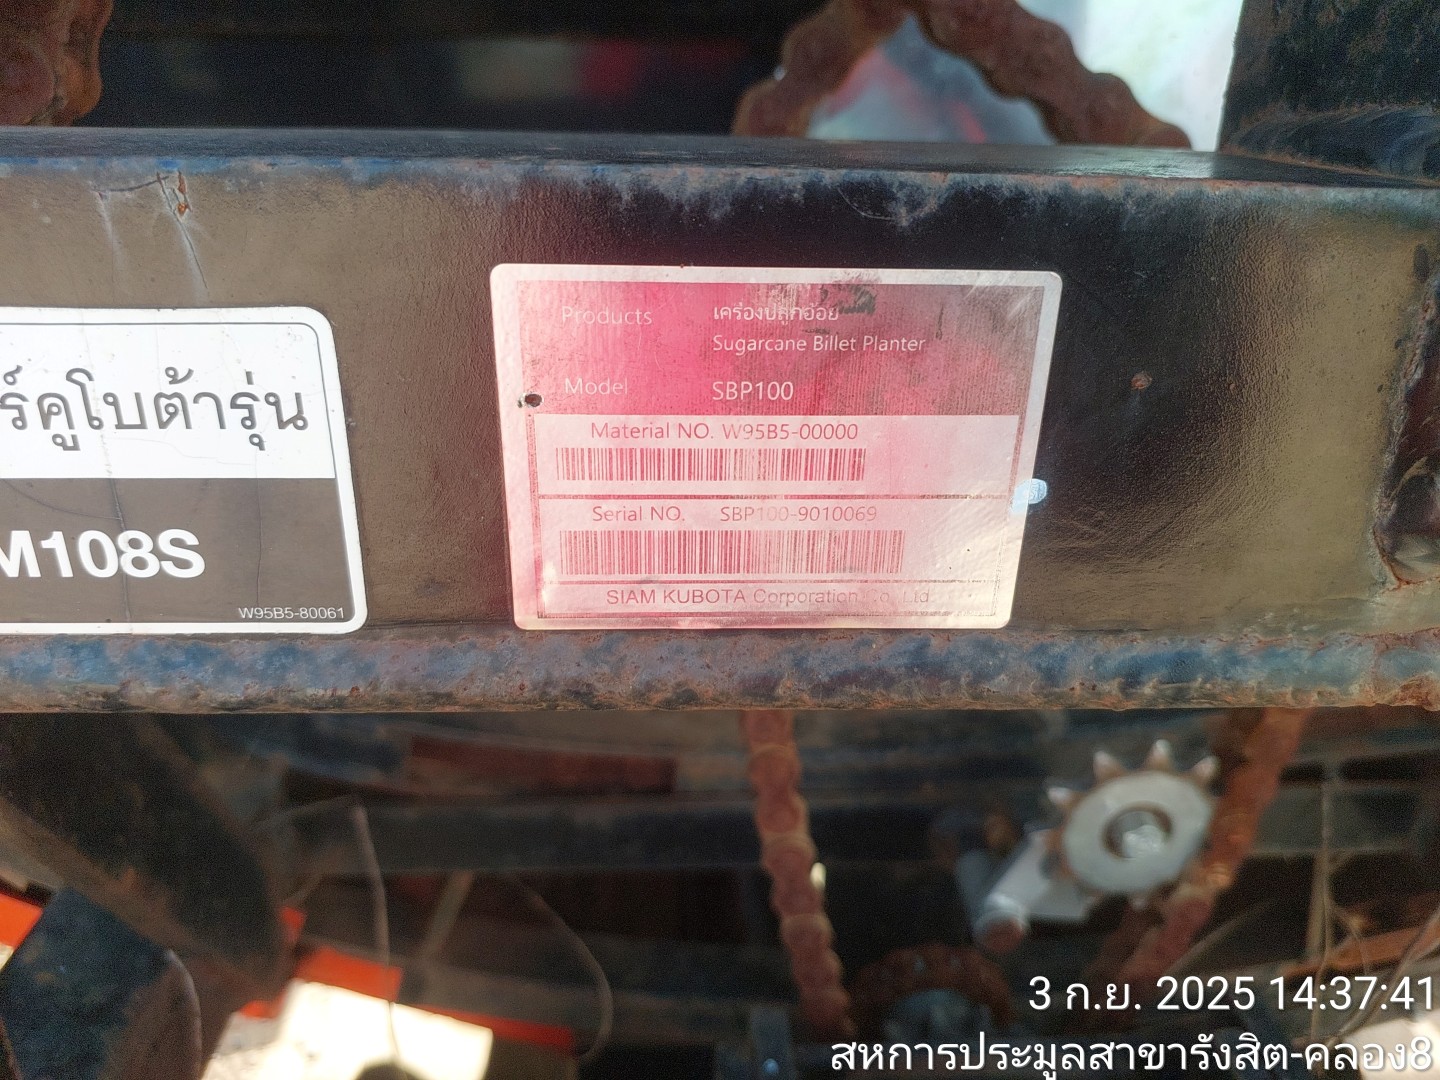 ร์คูโบต้ารุ่น
M108S
W95B5-80061
Products เครื่องปลูกอ้อย
Sugarcane Billet Planter
Model SBP100
Material NO. W95B5-00000
Serial NO. SBP100-9010069
SIAM KUBOTA Corporation Co., Ltd.
3 ก.ย. 2025 14:37:41
สหการประมูลสาขารังสิต-คลอง8